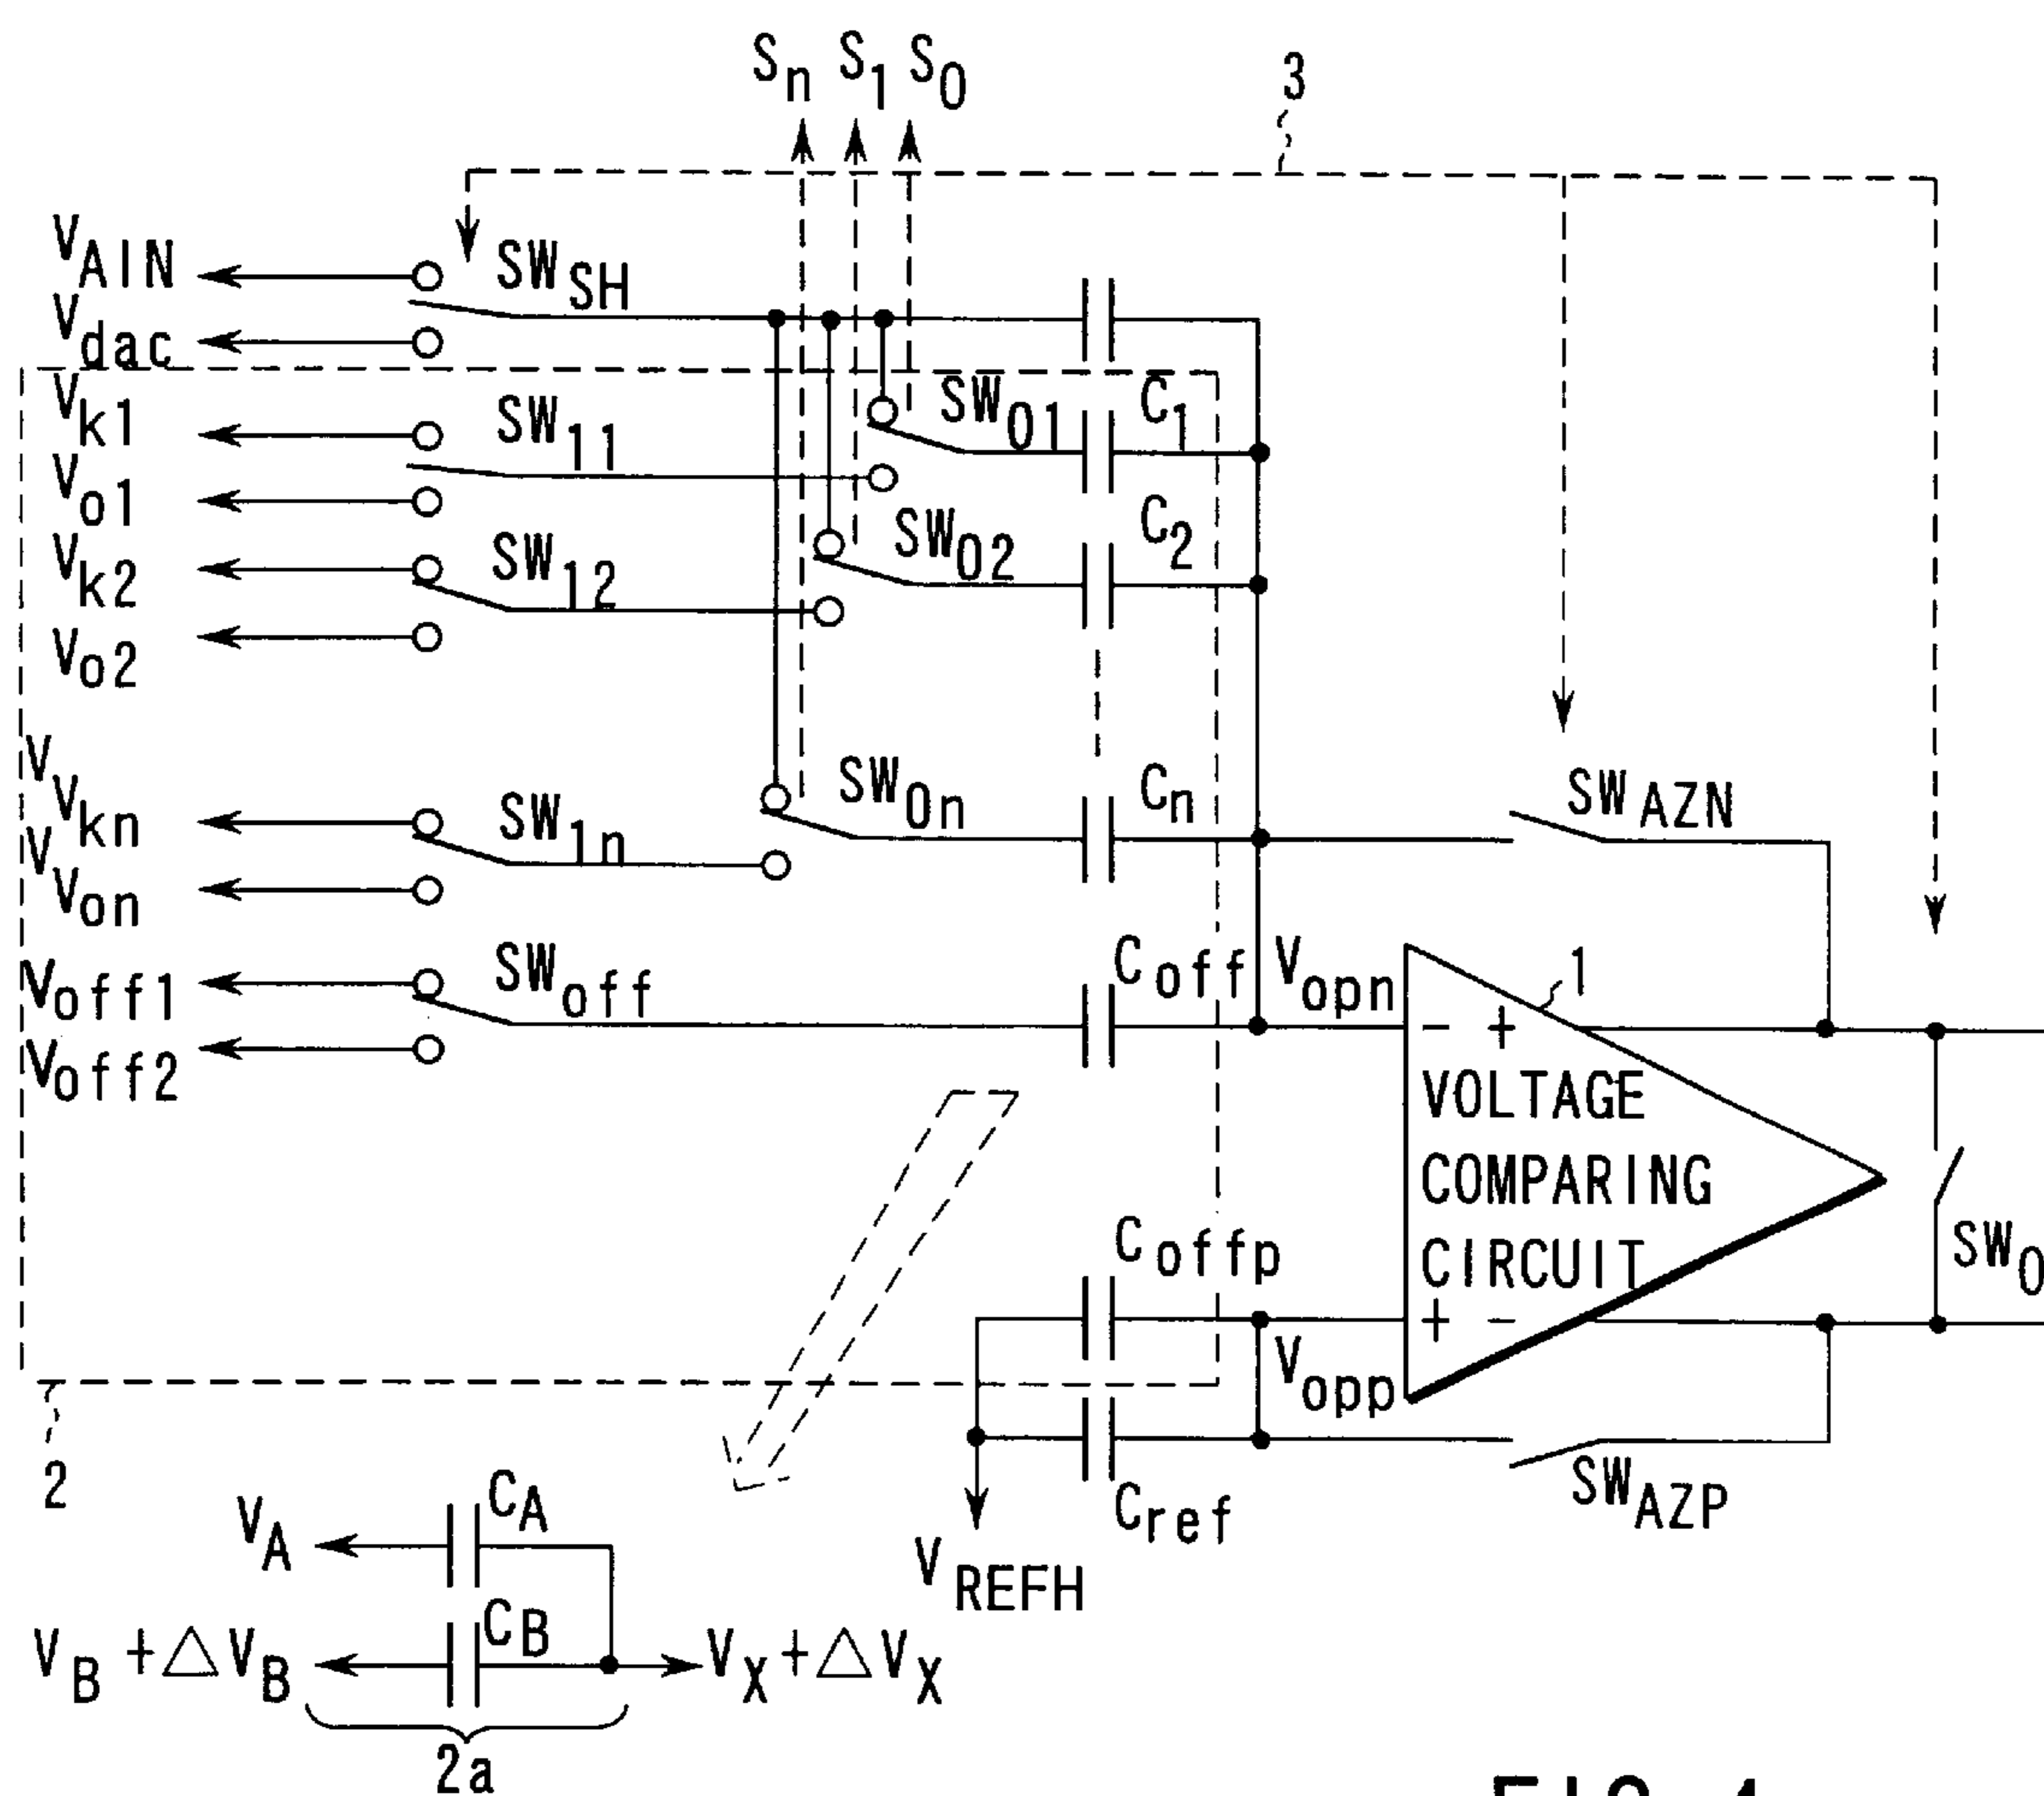 Sn S1 S0
3
VAIN
SWSH
Vdac
Vk1
SW11
SW01
C1
Vo1
Vk2
SW12
SW02
C2
Vo2
V
Vkn
SW1n
SW0n
Cn
SWAZN
V
Von
Voff1
SWoff
Coff
Vopn
1
Voff2
- +
VOLTAGE
COMPARING
CIRCUIT
+ -
Coffp
SW0
Vopp
2
Cref
SWAZP
VREFH
VA
CA
VB +△VB
CB
VX+△VX
2a